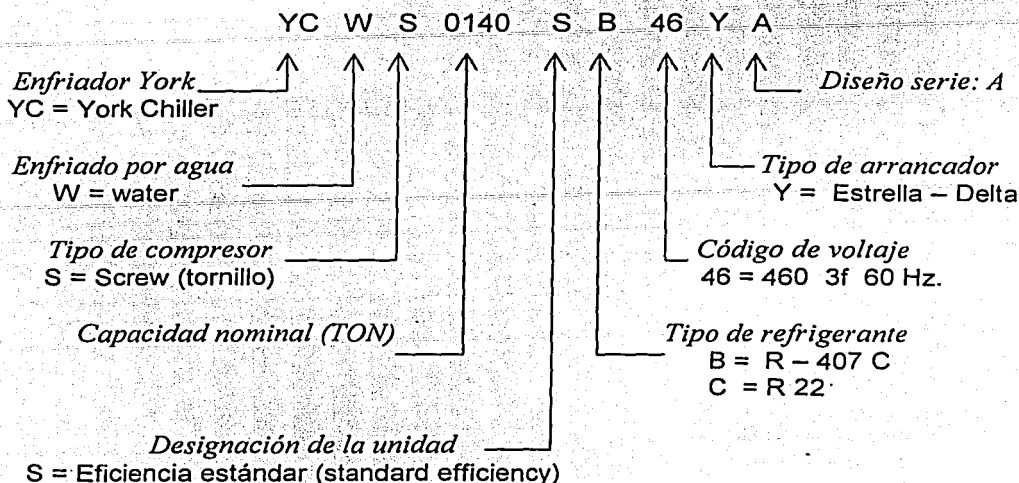 YC W S 0140 S B 46 Y A
Enfriador York
YC = York Chiller
Diseño serie: A
Enfriado por agua
W = water
Tipo de arrancador
Y = Estrella – Delta
Tipo de compresor
S = Screw (tornillo)
Código de voltaje
46 = 460 3f 60 Hz.
Capacidad nominal (TON)
Tipo de refrigerante
B = R – 407 C
C = R 22
Designación de la unidad
S = Eficiencia estándar (standard efficiency)